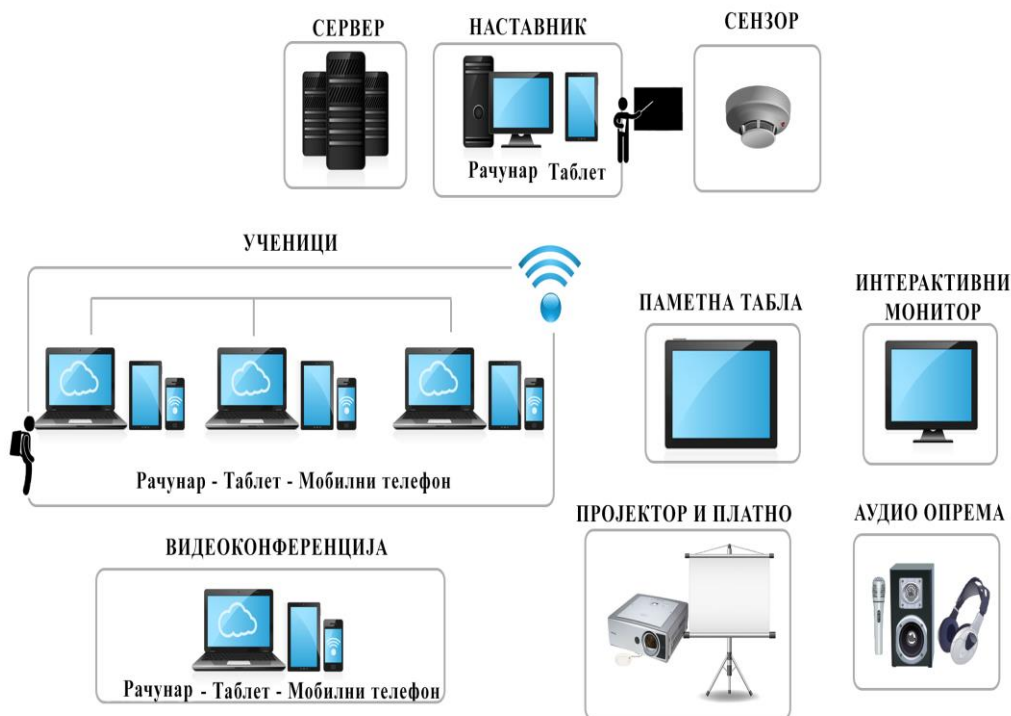 СЕРВЕР
НАСТАВНИК
СЕНЗОР
Рачунар Таблет
УЧЕНИЦИ
Рачунар - Таблет - Мобилни телефон
ПАМЕТНА ТАБЛА
ИНТЕРАКТИВНИ
МОНИТОР
ВИДЕОКОНФЕРЕНЦИЈА
Рачунар - Таблет - Мобилни телефон
ПРОЈЕКТОР И ПЛАТНО
АУДИО ОПРЕМА